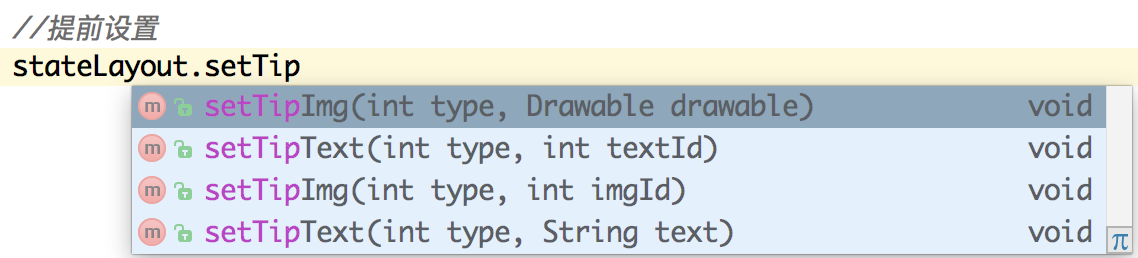 //提前设置
stateLayout.setTip
m setTipImg(int type, Drawable drawable) void
m setTipText(int type, int textId) void
m setTipImg(int type, int imgId) void
m setTipText(int type, String text) void
π